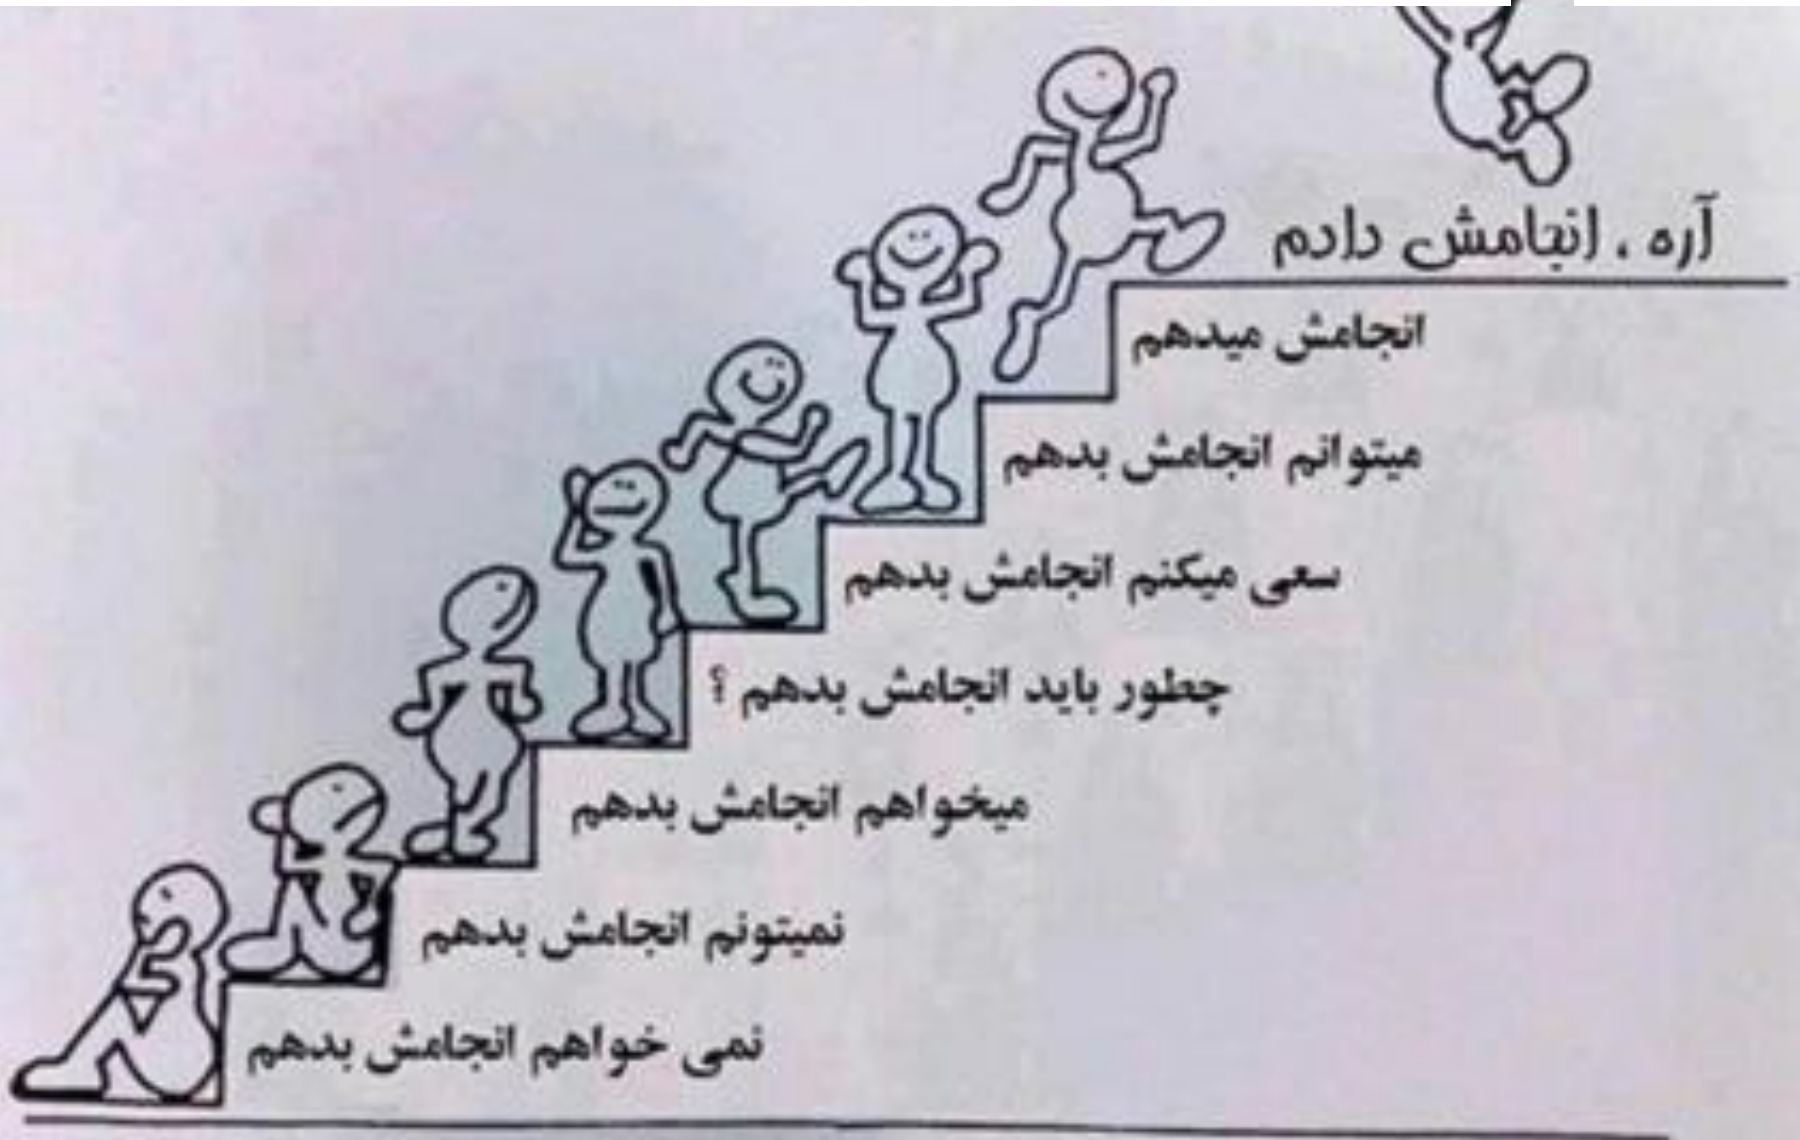 آره ، انجامش دادم
انجامش میدهم
میتوانم انجامش بدهم
سعی میکنم انجامش بدهم
چطور باید انجامش بدهم ؟
میخواهم انجامش بدهم
نمیتونم انجامش بدهم
نمی خواهم انجامش بدهم